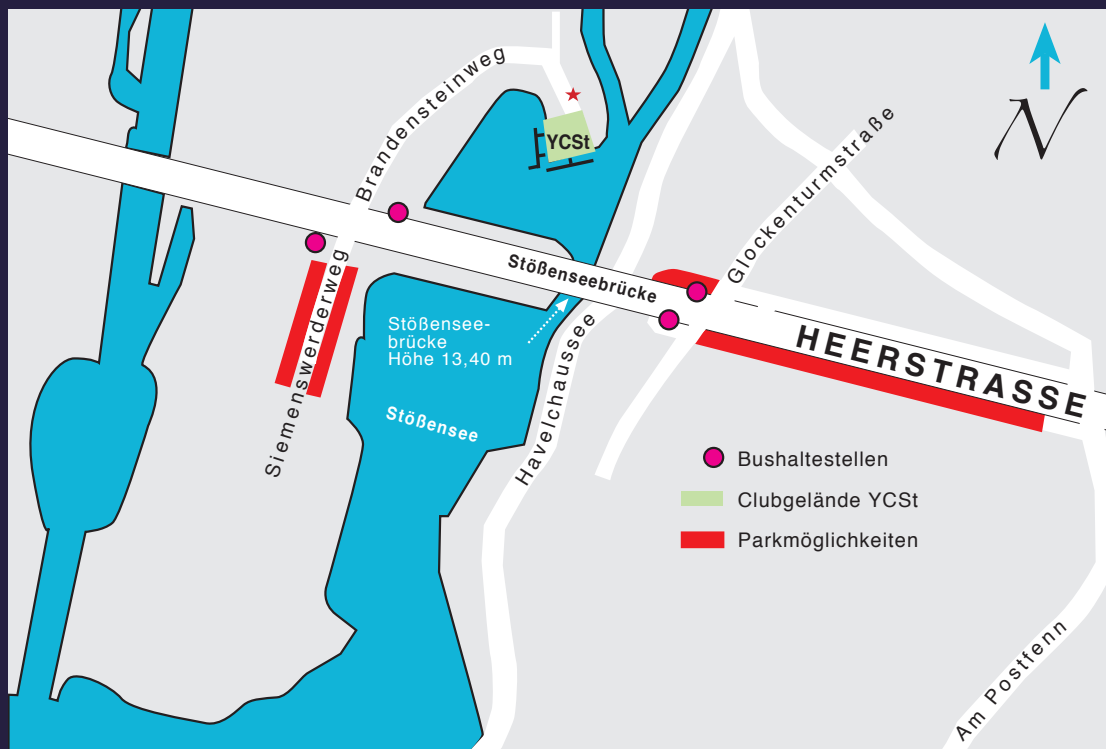 Brandensteinweg
YCSt
N
Glockenturmstraße
Stößenseebrücke
Siemenswerderweg
Stößensee-
brücke
Höhe 13,40 m
Havelchaussee
HEERSTRASSE
Stößensee
Bushaltestellen
Clubgelände YCSt
Parkmöglichkeiten
Am Postfenn